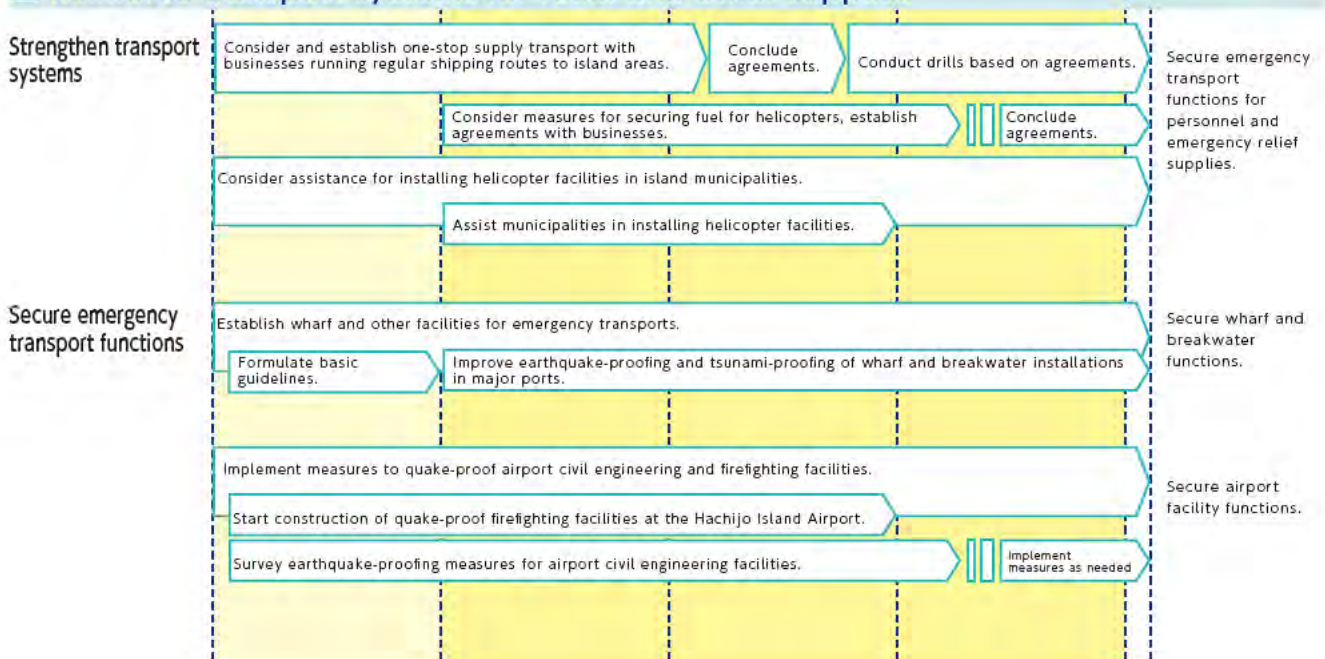 Strengthen transport
systems
Consider and establish one-stop supply transport with
businesses running regular shipping routes to island areas.
Conclude
agreements.
Conduct drills based on agreements.
Secure emergency
transport
functions for
personnel and
emergency relief
supplies.
Consider measures for securing fuel for helicopters, establish
agreements with businesses.
Conclude
agreements.
Consider assistance for installing helicopter facilities in island municipalities.
Assist municipalities in installing helicopter facilities.
Secure emergency
transport functions
Establish wharf and other facilities for emergency transports.
Secure wharf and
breakwater
functions.
Formulate basic
guidelines.
Improve earthquake-proofing and tsunami-proofing of wharf and breakwater installations
in major ports.
Implement measures to quake-proof airport civil engineering and firefighting facilities.
Secure airport
facility functions.
Start construction of quake-proof firefighting facilities at the Hachijo Island Airport.
Survey earthquake-proofing measures for airport civil engineering facilities.
Implement
measures as needed